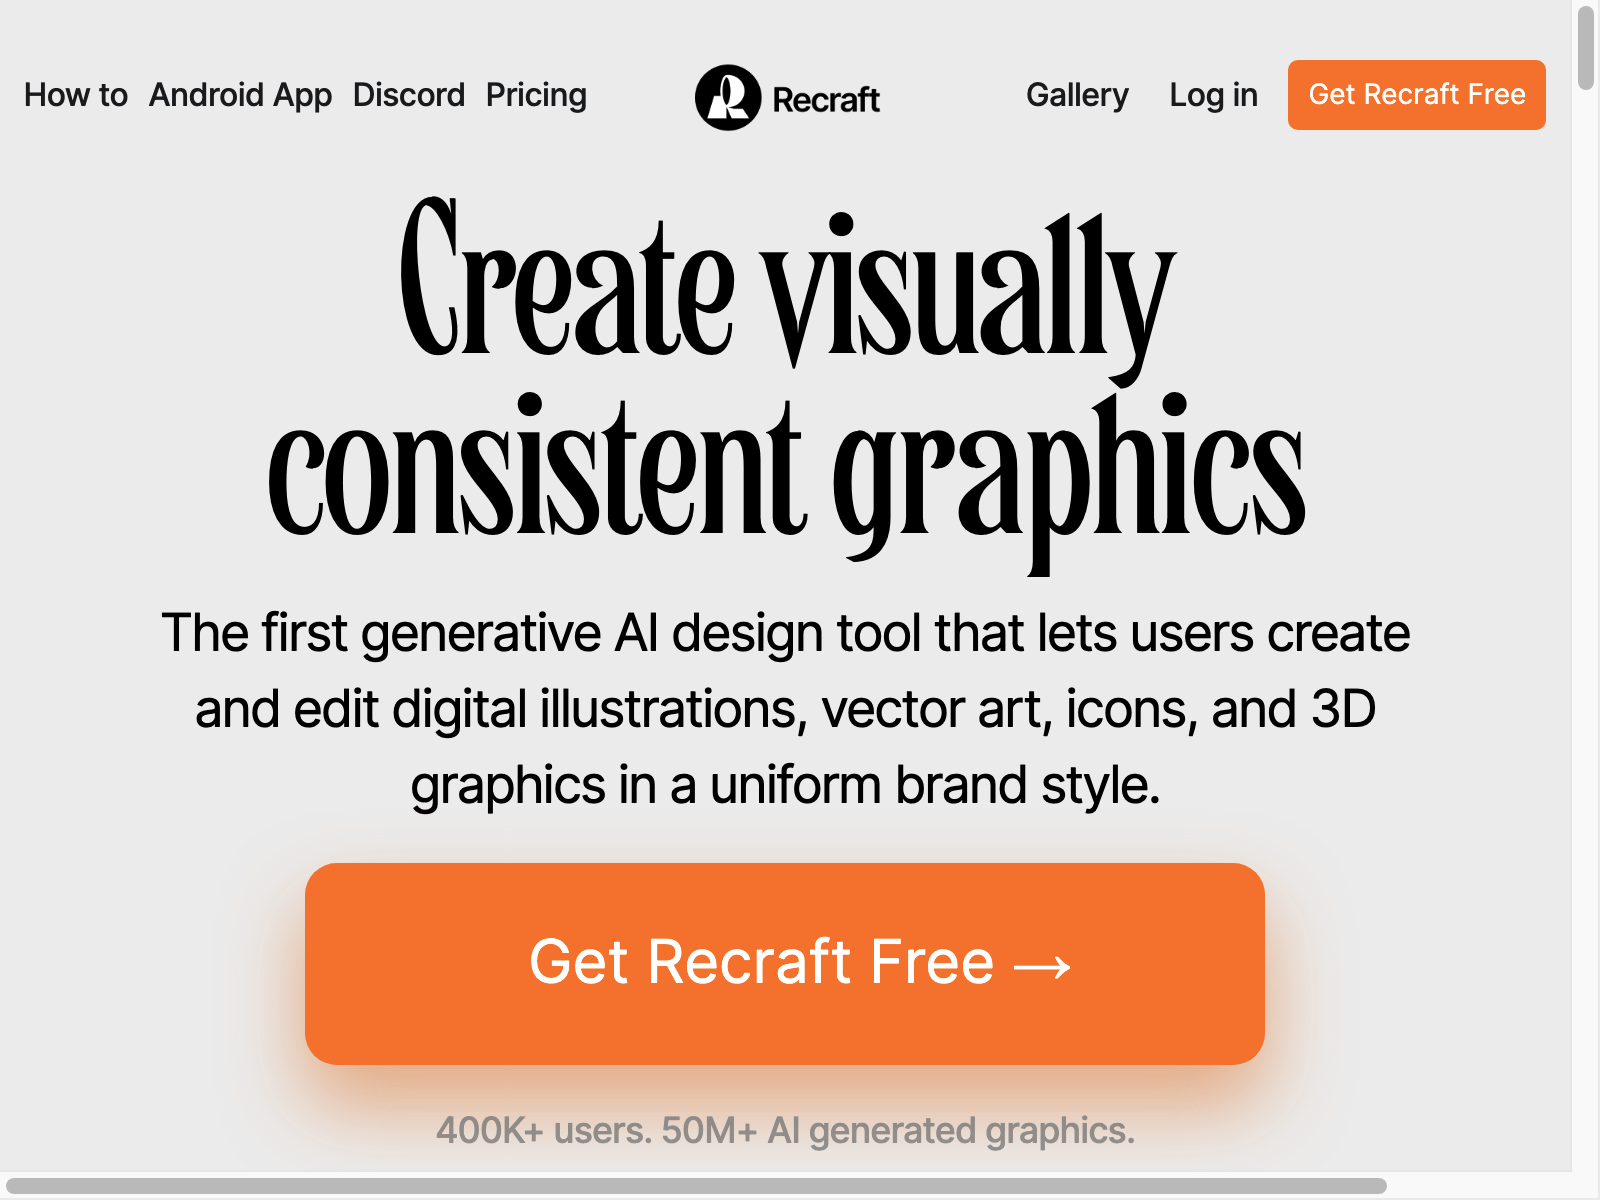 How to Android App Discord Pricing Recraft Gallery Log in Get Recraft Free
Create visually
consistent graphics
The first generative AI design tool that lets users create
and edit digital illustrations, vector art, icons, and 3D
graphics in a uniform brand style.
Get Recraft Free →
400K+ users. 50M+ AI generated graphics.